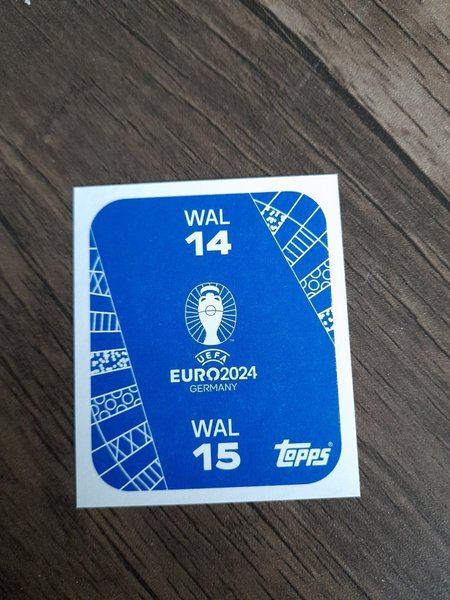 WAL
14
UEFA
EURO2024
GERMANY
WAL
15
TOPPS®